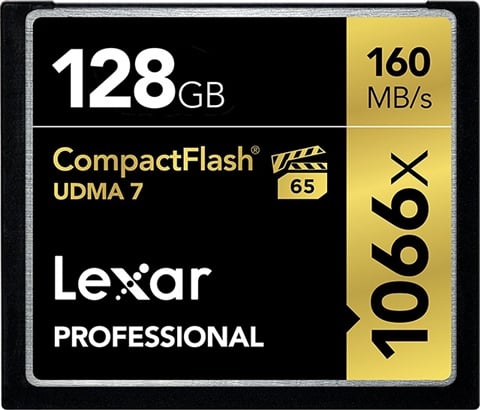 128GB
160
MB/s
CompactFlash®
UDMA 7
65
1066x
Lexar
PROFESSIONAL